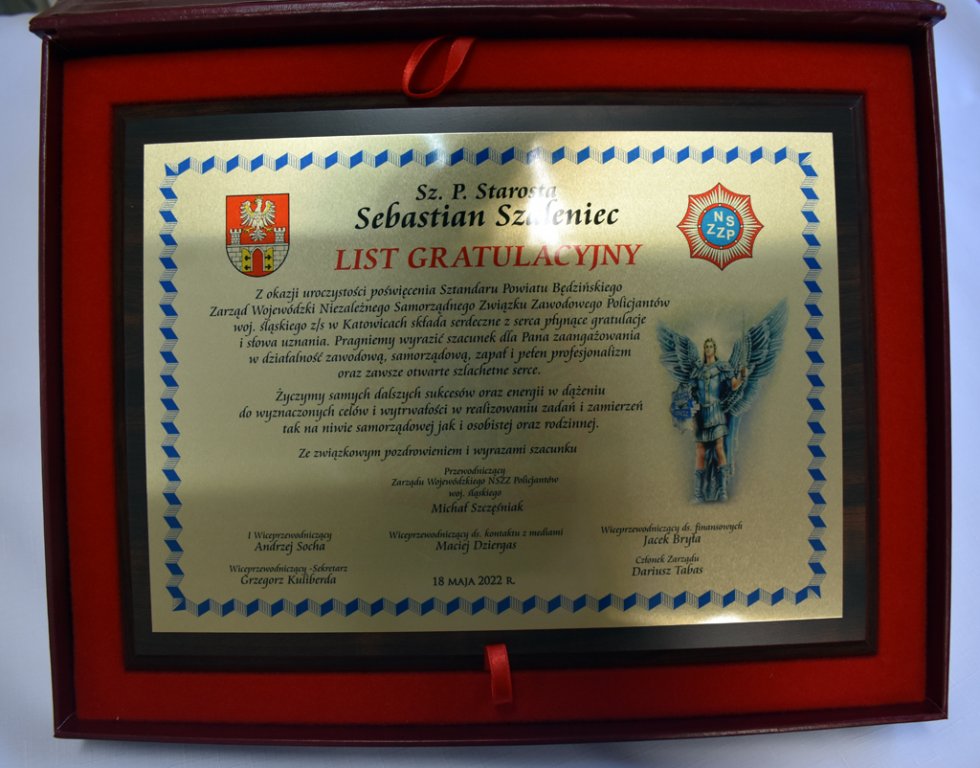 Sz. P. Starosta
Sebastian Szaleniec
LIST GRATULACYJNY
NS
ZZP
Z okazji uroczystości poświęcenia Sztandaru Powiatu Będzińskiego
Zarząd Wojewódzki Niezależnego Samorządnego Związku Zawodowego Policjantów
woj. śląskiego z/s w Katowicach składa serdeczne z serca płynące gratulacje
i słowa uznania. Pragniemy wyrazić szacunek dla Pana zaangażowania
w działalność zawodową, samorządową, zapał i pełen profesjonalizm
oraz zawsze otwarte szlachetne serce.
Życzymy samych dalszych sukcesów oraz energii w dążeniu
do wyznaczonych celów i wytrwałości w realizowaniu zadań i zamierzeń
tak na niwie samorządowej jak i osobistej oraz rodzinnej.
Ze związkowym pozdrowieniem i wyrazami szacunku
Przewodniczący
Zarządu Wojewódzkiego NSZZ Policjantów
woj. śląskiego
Michał Szczęśniak
I Wiceprzewodniczący
Andrzej Socha
Wiceprzewodniczący ds. kontaktu z mediami
Maciej Dziergas
Wiceprzewodniczący ds. finansowych
Jacek Bryła
Wiceprzewodniczący -Sekretarz
Grzegorz Kuliberda
18 MAJA 2022 R.
Członek Zarządu
Dariusz Tabas